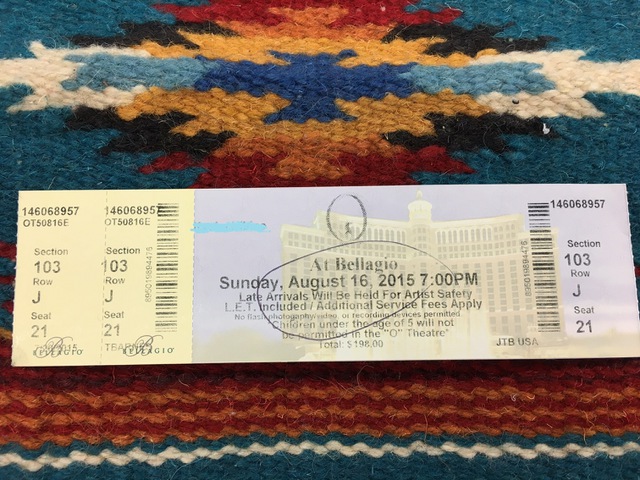 146068957
OT50816E
Section
103
Row
J
Seat
21
BELLAGIO
146068957
OT50816E
Section
103
Row
J
Seat
21
BELLAGIO
At Bellagio
Sunday, August 16, 2015 7:00PM
Late Arrivals Will Be Held For Artist Safety
L.E.T. Included / Additional Service Fees Apply
No flash photography/video, or recording devices permitted
"Children under the age of 5 will not
be permitted in the "O" Theatre"
Total: $198.00
JTB USA
146068957
Section
103
Row
J
Seat
21